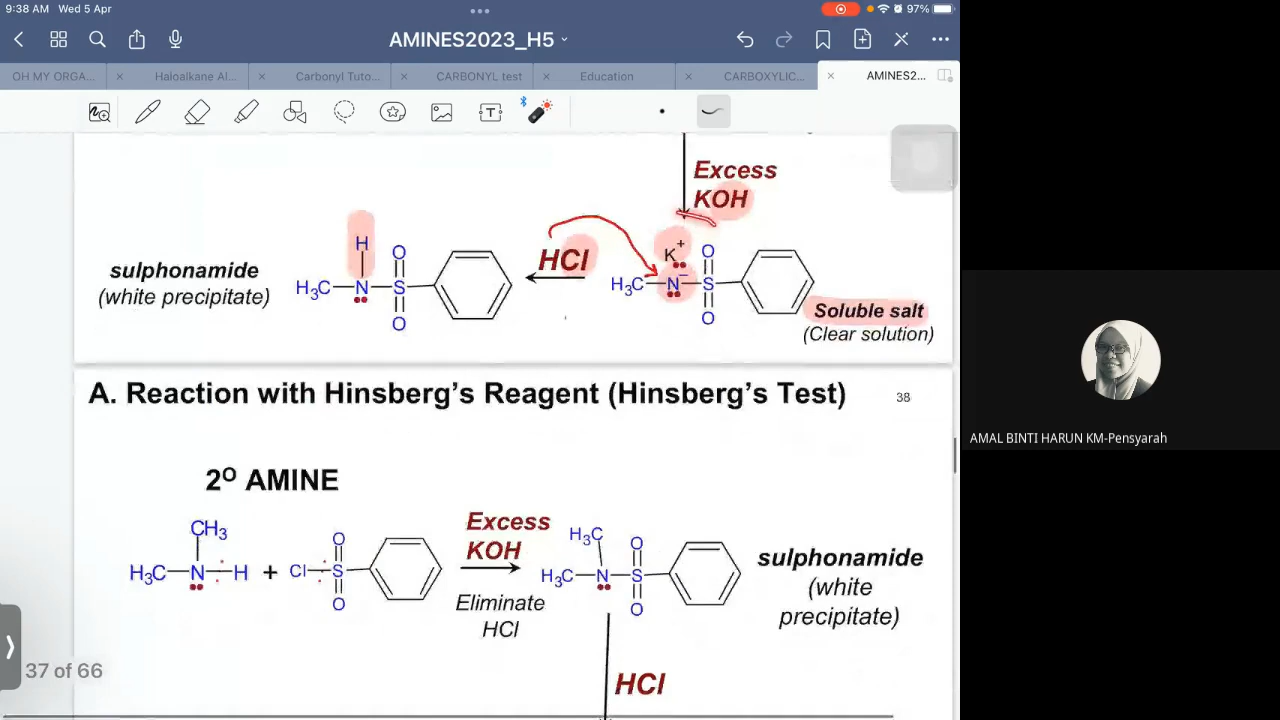 9:38 AM Wed 5 Apr
97%
AMINES2023_H5
OH MY ORGA...
Haloalkane Al...
Carbonyl Tuto...
CARBONYL test
Education
CARBOXYLIC...
AMINES2...
Excess
KOH
H
O
HCl
K+
O
sulphonamide
(white precipitate)
H3C
N
S
O
H3C
N−
S
O
Soluble salt
(Clear solution)
A. Reaction with Hinsberg's Reagent (Hinsberg's Test)
38
2O AMINE
CH3
H3C
N
H
+
Cl
S
O
O
Excess
KOH
Eliminate
HCl
H3C
H3C
N
S
O
O
sulphonamide
(white
precipitate)
HCl
37 of 66
AMAL BINTI HARUN KM-Pensyarah